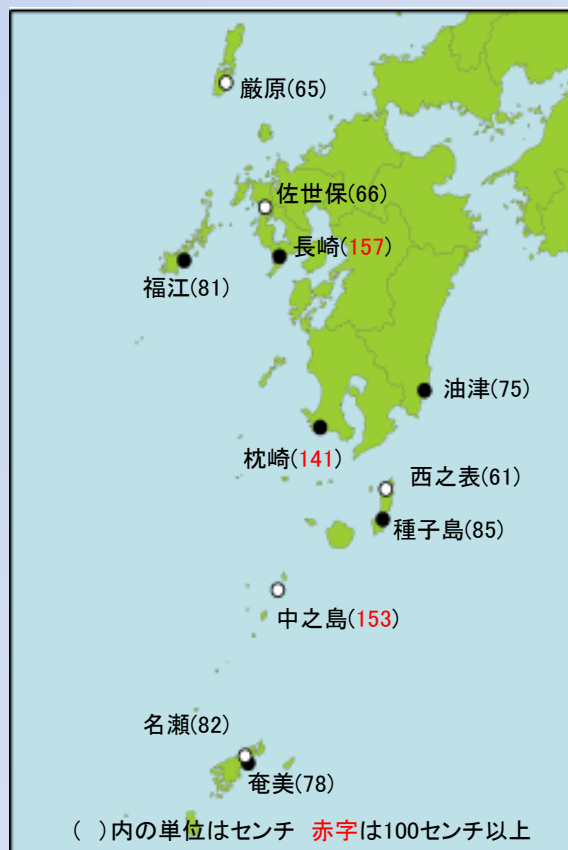 厳原(65)
佐世保(66)
長崎(157)
福江(81)
油津(75)
枕崎(141)
西之表(61)
種子島(85)
中之島(153)
名瀬(82)
奄美(78)
( )内の単位はセンチ 赤字は100センチ以上